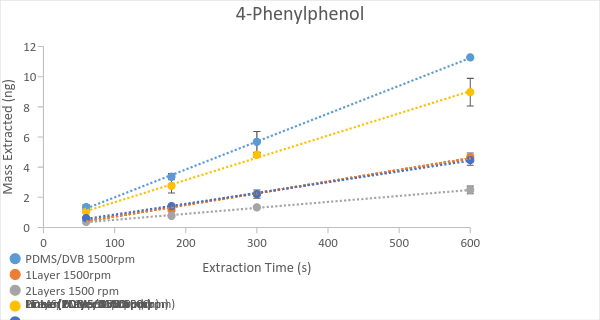 4-Phenylphenol
12
10
8
6
4
2
0
Mass Extracted (ng)
0 100 200 300 400 500 600
Extraction Time (s)
PDMS/DVB 1500rpm
1Layer 1500rpm
2Layers 1500 rpm